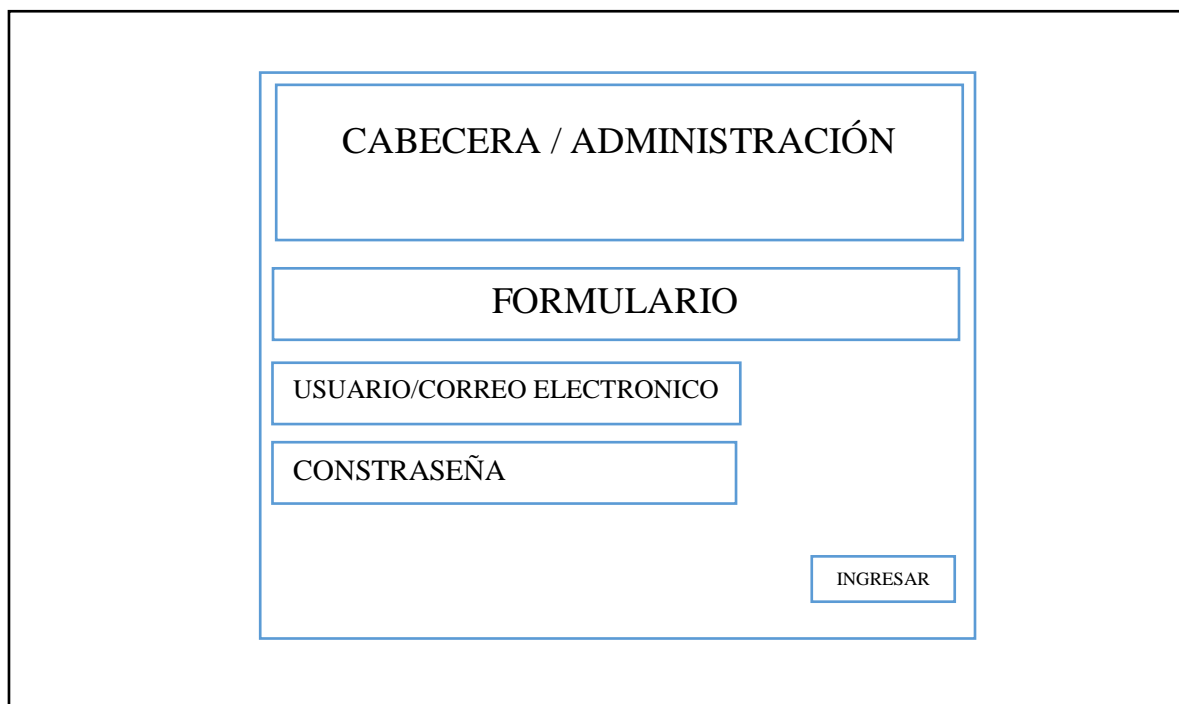 CABECERA / ADMINISTRACIÓN
FORMULARIO
USUARIO/CORREO ELECTRONICO
CONSTRASEÑA
INGRESAR